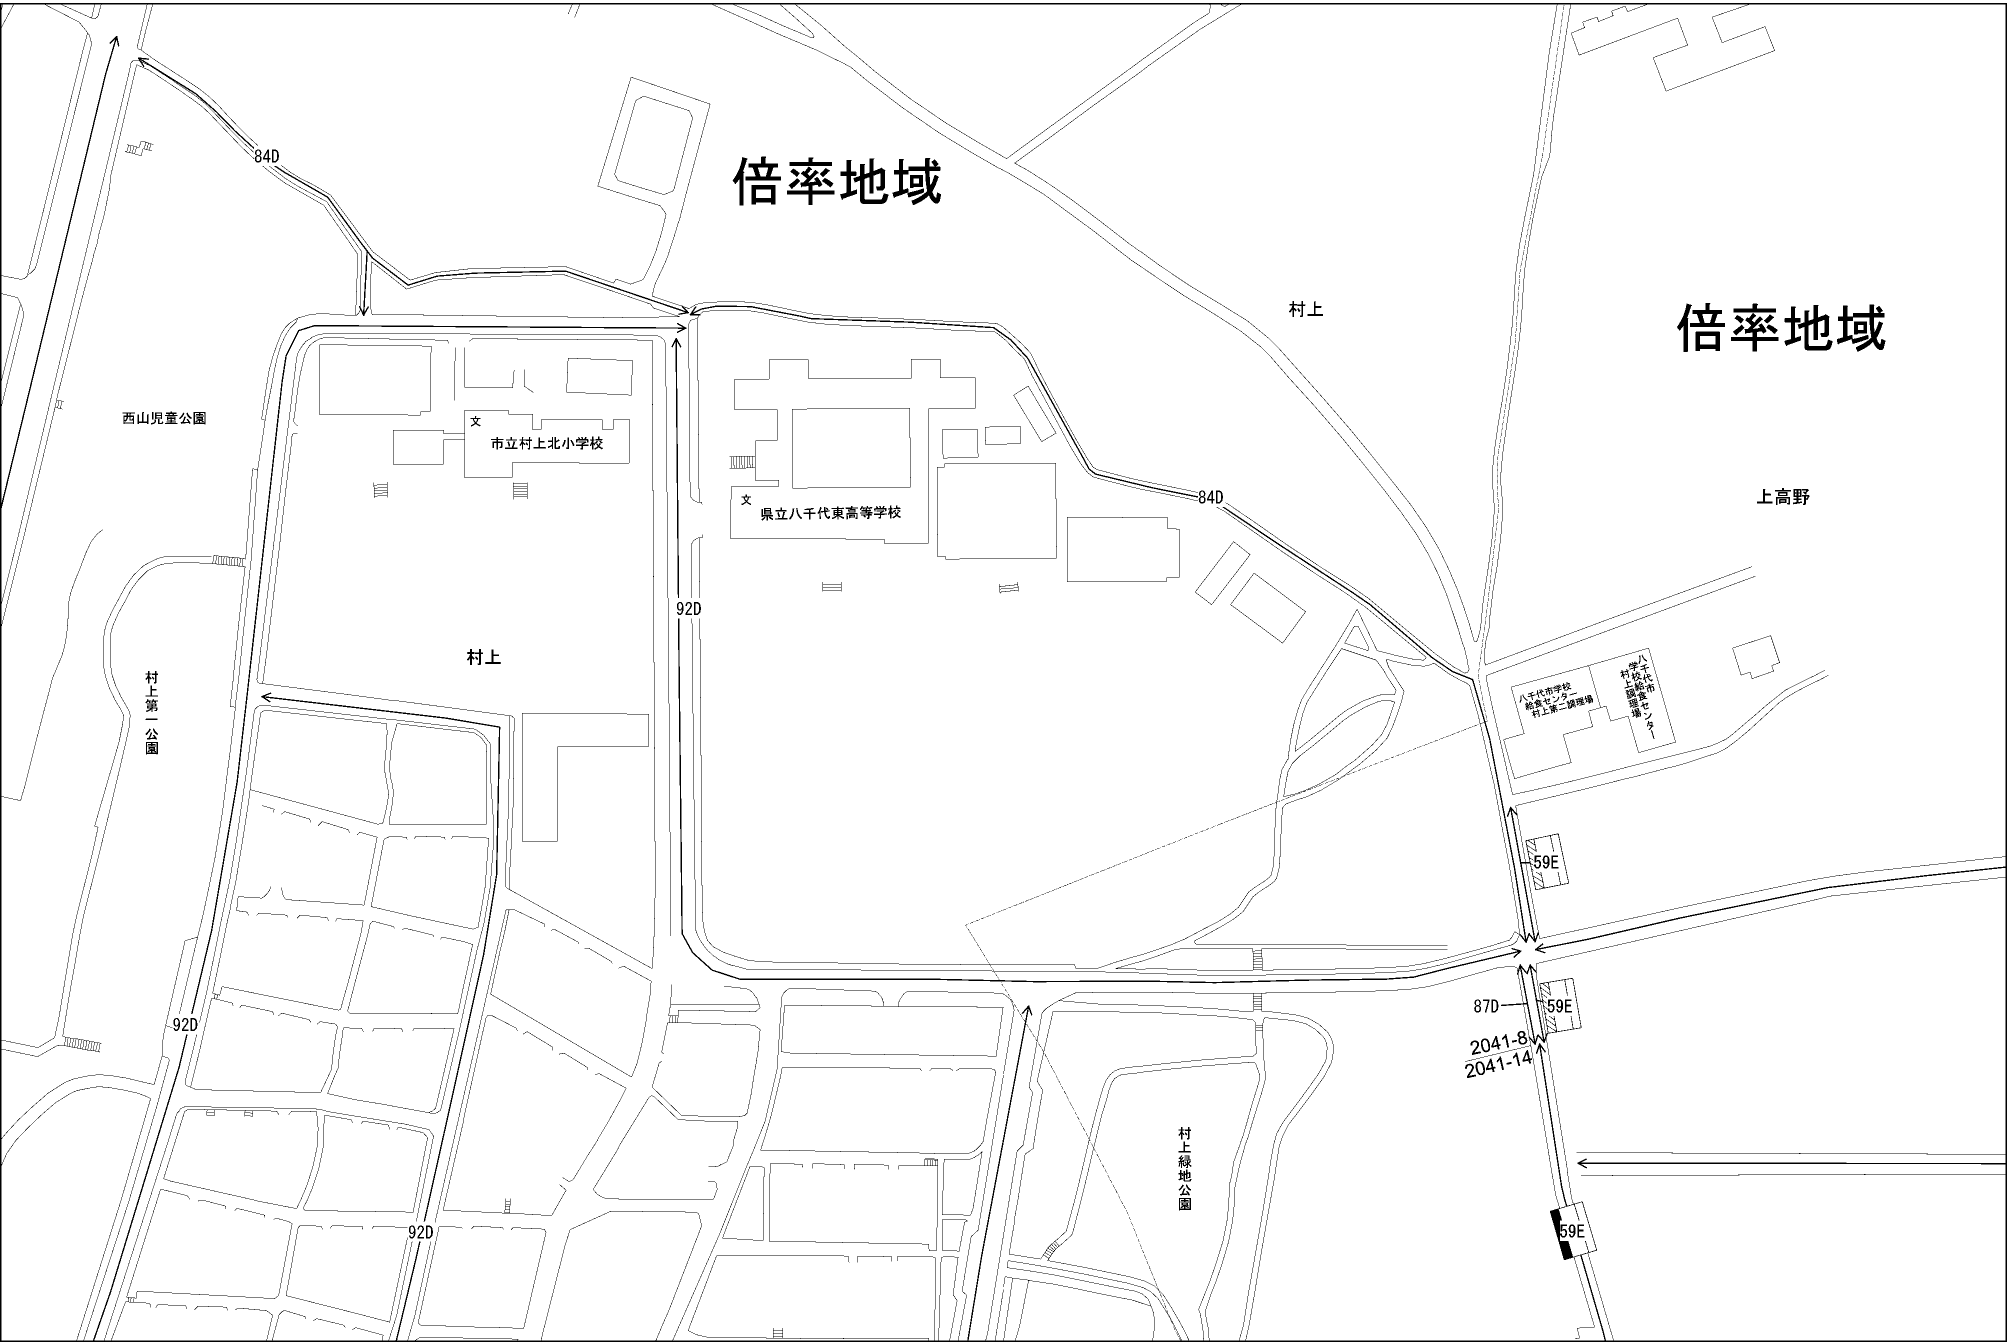 84D
倍率地域
村上
倍率地域
西山児童公園
文
市立村上北小学校
文
県立八千代東高等学校
84D
上高野
92D
村上
村上第一公園
八千代市学校
給食センター
村上第二調理場
八千代市
学校給食センター
村上調理場
59E
87D
59E
2041-8
2041-14
92D
村上緑地公園
92D
59E